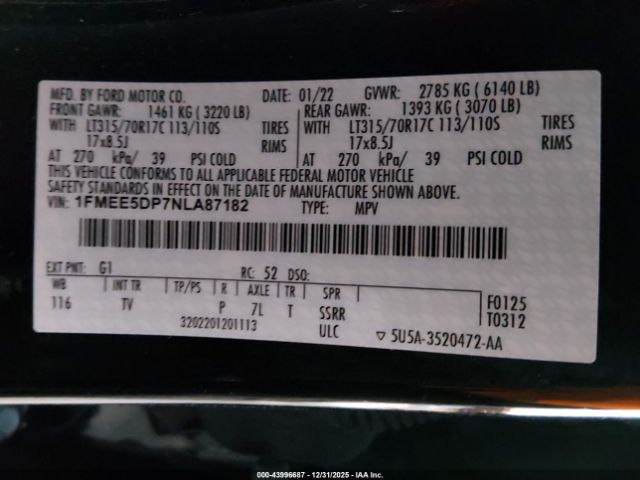 MFD. BY FORD MOTOR CO. DATE: 01/22 GVWR: 2785 KG ( 6140 LB)
FRONT GAWR: 1461 KG ( 3220 LB) REAR GAWR: 1393 KG ( 3070 LB)
WITH LT315/70R17C 113/110S TIRES WITH LT315/70R17C 113/110S TIRES
17x8.5J RIMS 17x8.5J RIMS
AT 270 kPa/ 39 PSI COLD AT 270 kPa/ 39 PSI COLD
THIS VEHICLE CONFORMS TO ALL APPLICABLE FEDERAL MOTOR VEHICLE
SAFETY STANDARDS IN EFFECT ON THE DATE OF MANUFACTURE SHOWN ABOVE.
VIN: 1FMEE5DP7NLA87182 TYPE: MPV
EXT PNT: G1 RC: 52 DSO:
WB INT TR TP/PS R AXLE TR SPR F0125
116 TV P 7L T SSRR T0312
3202201201113 ULC ▽ 5U5A-3520472-AA
000-43996687 - 12/31/2025 - COPART IAA